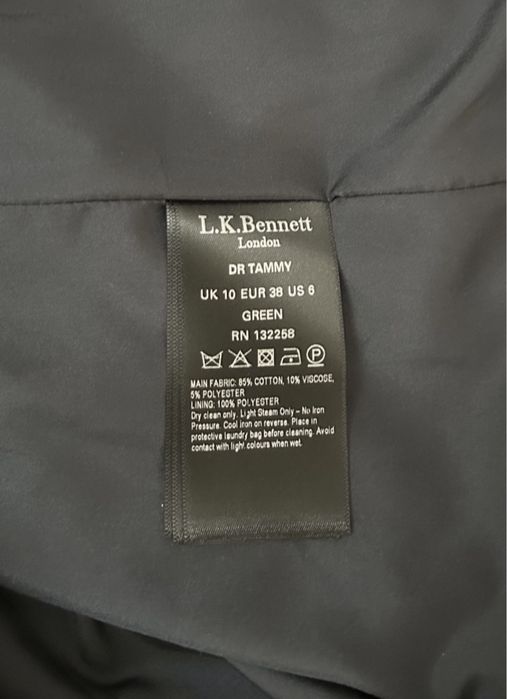 L.K.Bennett
London
DR TAMMY
UK 10 EUR 38 US 6
GREEN
RN 132258
P
MAIN FABRIC: 85% COTTON, 10% VISCOSE,
5% POLYESTER
LINING: 100% POLYESTER
Dry clean only. Light Steam Only – No Iron
Pressure. Cool iron on reverse. Place in
protective laundry bag before cleaning. Avoid
contact with light colours when wet.